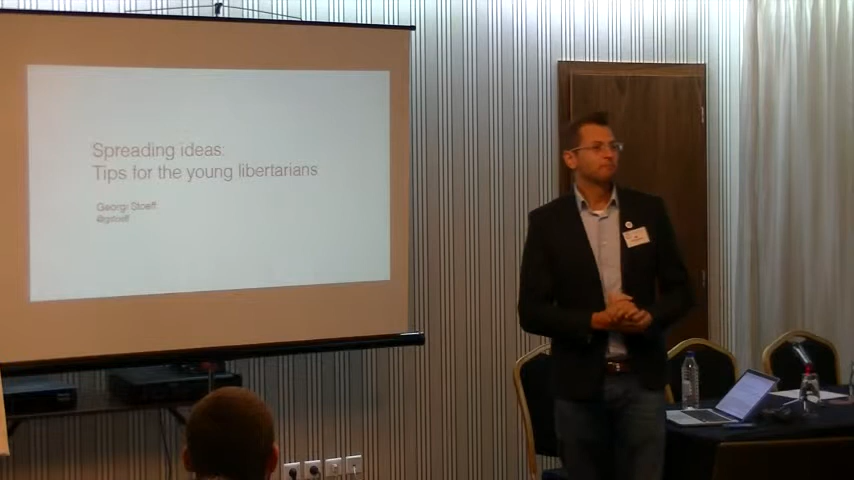 Spreading ideas:
Tips for the young libertarians
Georgi Stoeff
@gstoeff